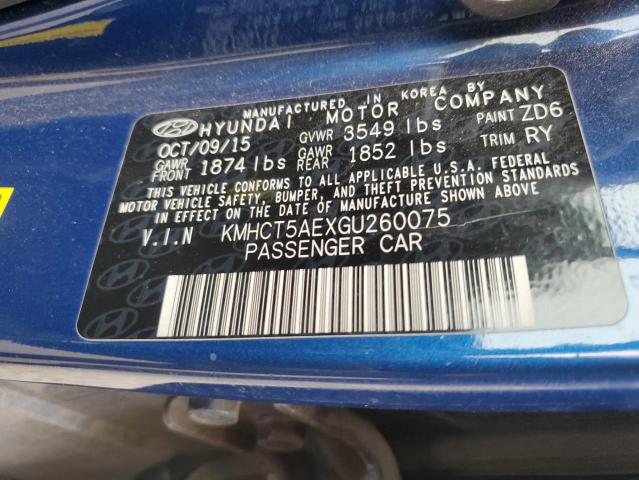 MANUFACTURED IN KOREA BY
HYUNDAI MOTOR COMPANY
OCT/09/15 GVWR 3549 lbs PAINT ZD6
GAWR FRONT 1874 lbs GAWR REAR 1852 lbs TRIM RY
THIS VEHICLE CONFORMS TO ALL APPLICABLE U.S.A. FEDERAL
MOTOR VEHICLE SAFETY, BUMPER, AND THEFT PREVENTION STANDARDS
IN EFFECT ON THE DATE OF MANUFACTURE SHOWN ABOVE
V.I.N KMHCT5AEXGU260075
PASSENGER CAR